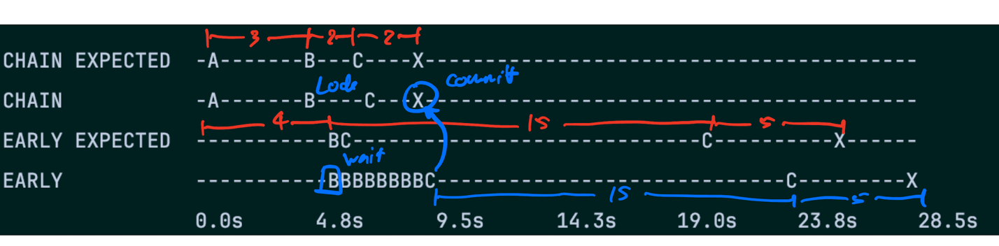 3 2 2
CHAIN EXPECTED -A-------B---C----X-----------------------------------------
Lock commit
CHAIN -A-------B----C---X-----------------------------------------
4 15 5
EARLY EXPECTED -----------BC-----------------------------C----------X------
wait
EARLY -----------BBBBBBBBC-----------------------------C---------X
15 5
0.0s 4.8s 9.5s 14.3s 19.0s 23.8s 28.5s